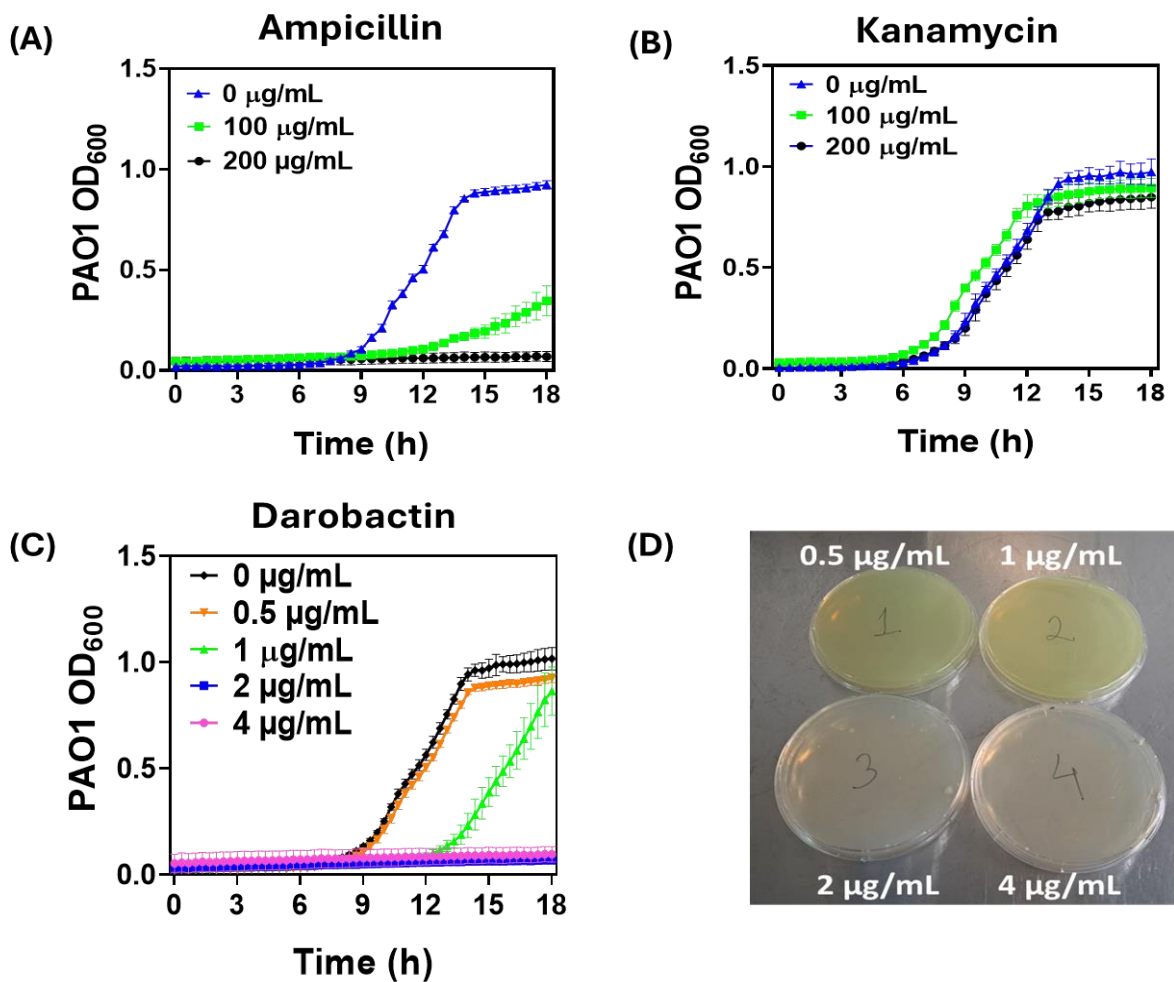 (A)
Ampicillin
PAO1 OD600
1.5
1.0
0.5
0.0
0 µg/mL
100 µg/mL
200 µg/mL
0 3 6 9 12 15 18
Time (h)
(B)
Kanamycin
PAO1 OD600
1.5
1.0
0.5
0.0
0 µg/mL
100 µg/mL
200 µg/mL
0 3 6 9 12 15 18
Time (h)
(C)
Darobactin
PAO1 OD600
1.5
1.0
0.5
0.0
0 µg/mL
0.5 µg/mL
1 µg/mL
2 µg/mL
4 µg/mL
0 3 6 9 12 15 18
Time (h)
(D)
0.5 µg/mL 1 µg/mL
1 2
3 4
2 µg/mL 4 µg/mL